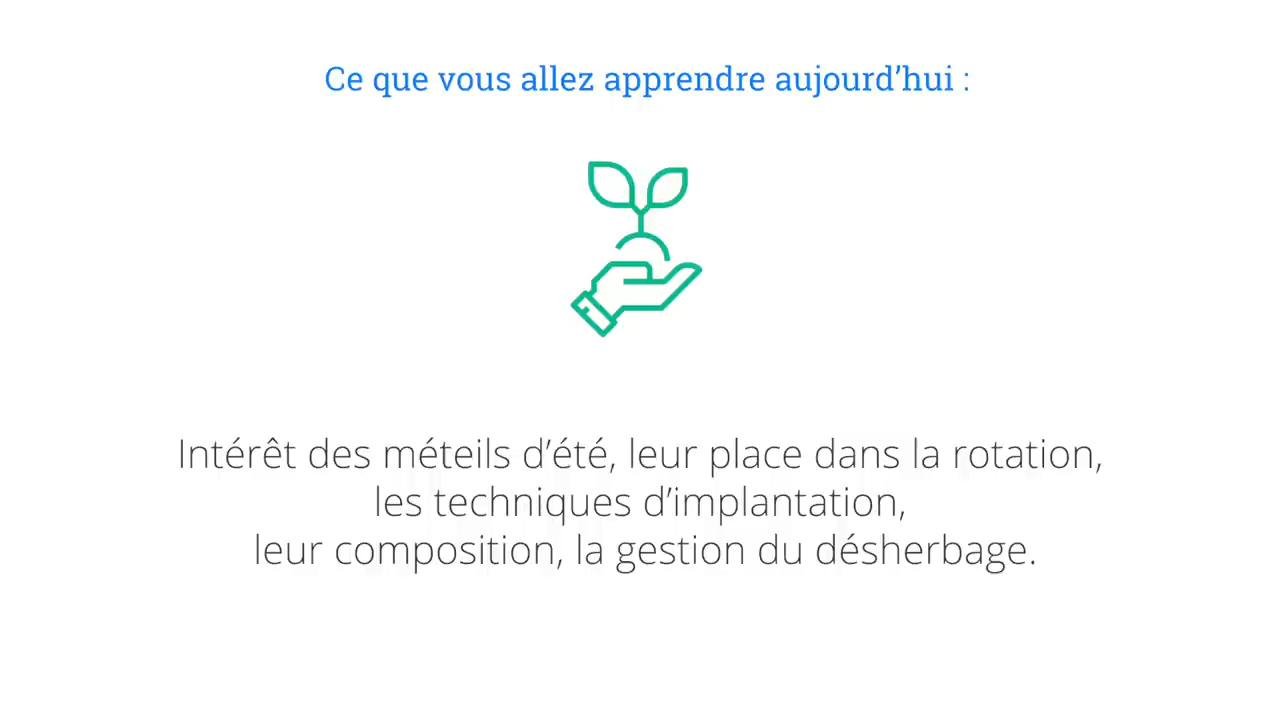 Ce que vous allez apprendre aujourd’hui :
Intérêt des méteils d’été, leur place dans la rotation,
les techniques d’implantation,
leur composition, la gestion du désherbage.